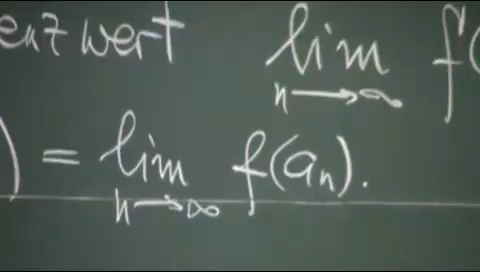 enzwert lim n→∞ f(
) = lim n→∞ f(aₙ).